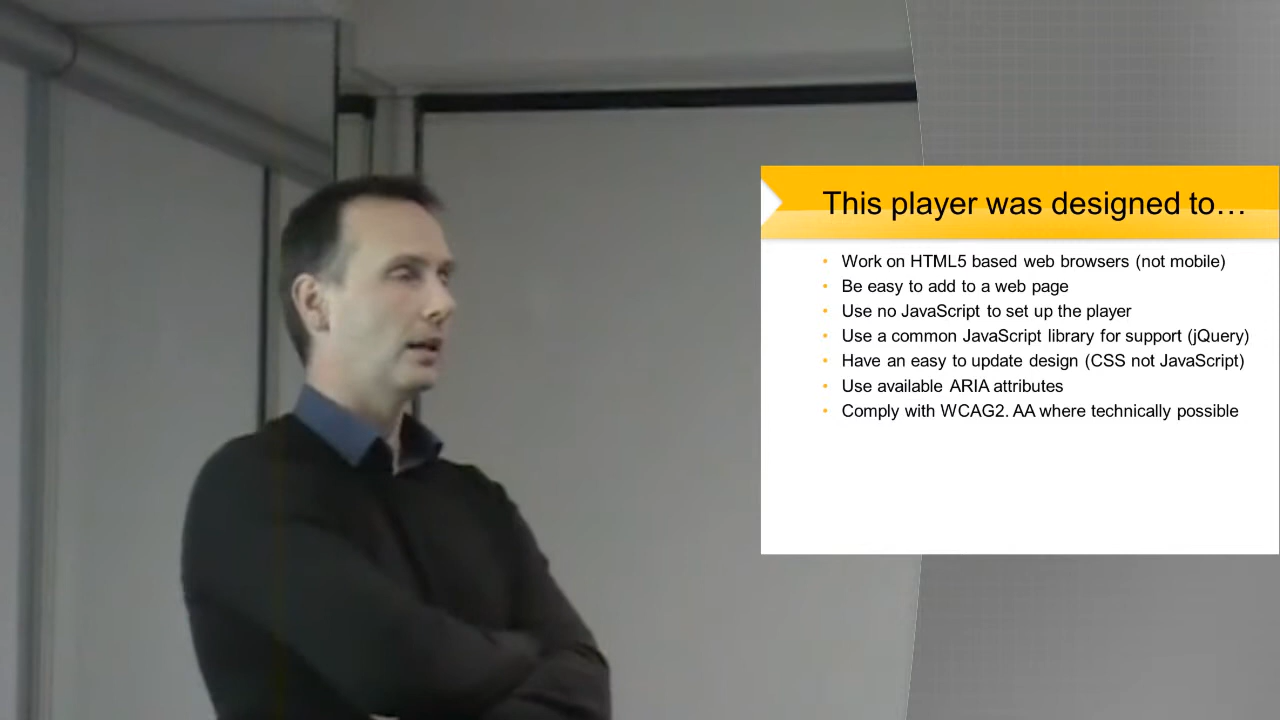 This player was designed to…
• Work on HTML5 based web browsers (not mobile)
• Be easy to add to a web page
• Use no JavaScript to set up the player
• Use a common JavaScript library for support (jQuery)
• Have an easy to update design (CSS not JavaScript)
• Use available ARIA attributes
• Comply with WCAG2. AA where technically possible